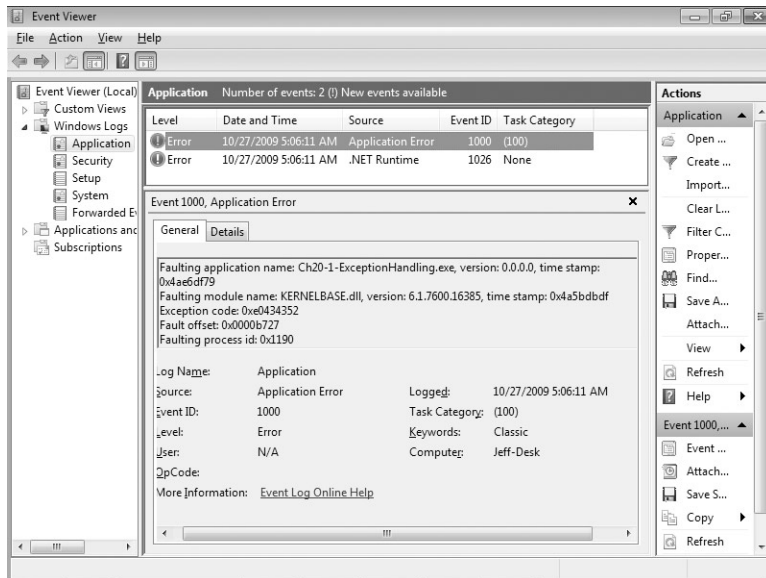 Event Viewer
File Action View Help
Event Viewer (Local)
Custom Views
Windows Logs
Application
Security
Setup
System
Forwarded Ev
Applications and
Subscriptions
Application Number of events: 2 (!) New events available
Level Date and Time Source Event ID Task Category
Error 10/27/2009 5:06:11 AM Application Error 1000 (100)
Error 10/27/2009 5:06:11 AM .NET Runtime 1026 None
Event 1000, Application Error
General Details
Faulting application name: Ch20-1-ExceptionHandling.exe, version: 0.0.0.0, time stamp:
0x4ae6df79
Faulting module name: KERNELBASE.dll, version: 6.1.7600.16385, time stamp: 0x4a5bdbdf
Exception code: 0xe0434352
Fault offset: 0x0000b727
Faulting process id: 0x1190
Log Name: Application
Source: Application Error Logged: 10/27/2009 5:06:11 AM
Event ID: 1000 Task Category: (100)
Level: Error Keywords: Classic
User: N/A Computer: Jeff-Desk
OpCode:
More Information: Event Log Online Help
Actions
Application
Open ...
Create ...
Import...
Clear L...
Filter C...
Proper...
Find...
Save A...
Attach...
View
Refresh
Help
Event 1000,...
Event ...
Attach...
Save S...
Copy
Refresh